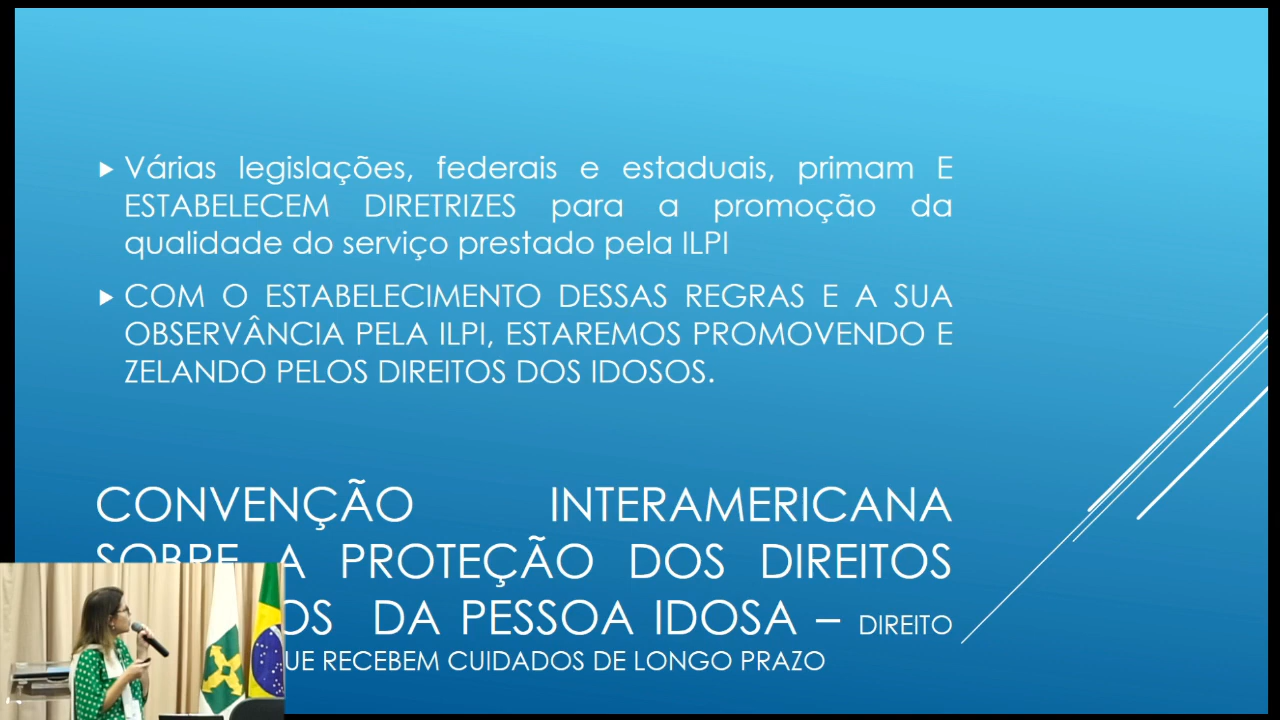 Várias legislações, federais e estaduais, primam E
ESTABELECEM DIRETRIZES para a promoção da
qualidade do serviço prestado pela ILPI
COM O ESTABELECIMENTO DESSAS REGRAS E A SUA
OBSERVÂNCIA PELA ILPI, ESTAREMOS PROMOVENDO E
ZELANDO PELOS DIREITOS DOS IDOSOS.
CONVENÇÃO INTERAMERICANA
SOBRE A PROTEÇÃO DOS DIREITOS
DA PESSOA IDOSA – DIREITO
RECEBEM CUIDADOS DE LONGO PRAZO